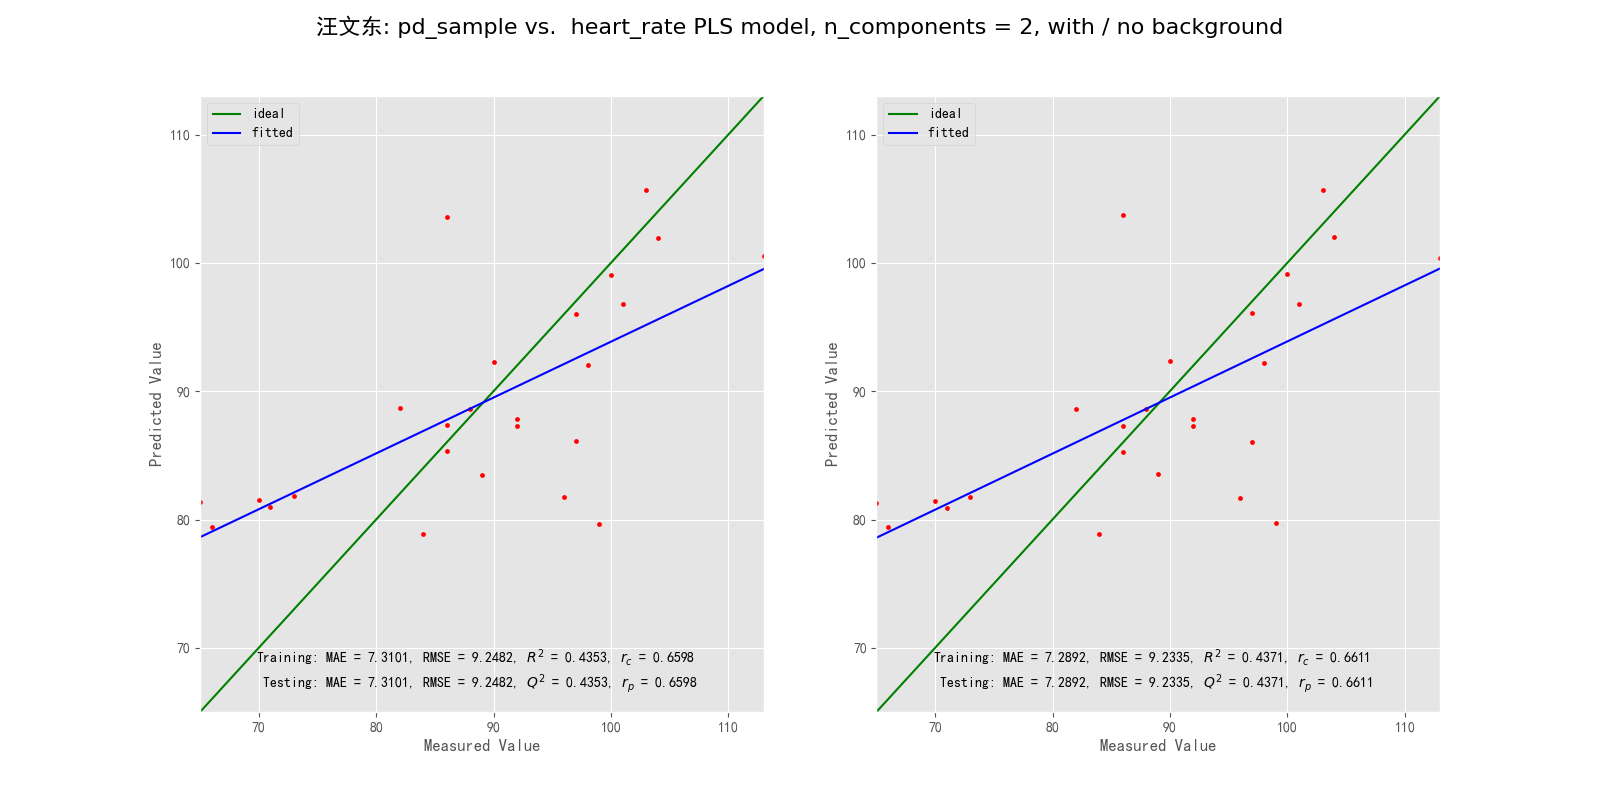 汪文东: pd_sample vs.  heart_rate PLS model, n_components = 2, with / no background
ideal
fitted
110
100
90
80
70
Predicted Value
Training: MAE = 7.3101, RMSE = 9.2482, R² = 0.4353, r_c = 0.6598
Testing: MAE = 7.3101, RMSE = 9.2482, Q² = 0.4353, r_p = 0.6598
70 80 90 100 110
Measured Value
ideal
fitted
110
100
90
80
70
Predicted Value
Training: MAE = 7.2892, RMSE = 9.2335, R² = 0.4371, r_c = 0.6611
Testing: MAE = 7.2892, RMSE = 9.2335, Q² = 0.4371, r_p = 0.6611
70 80 90 100 110
Measured Value